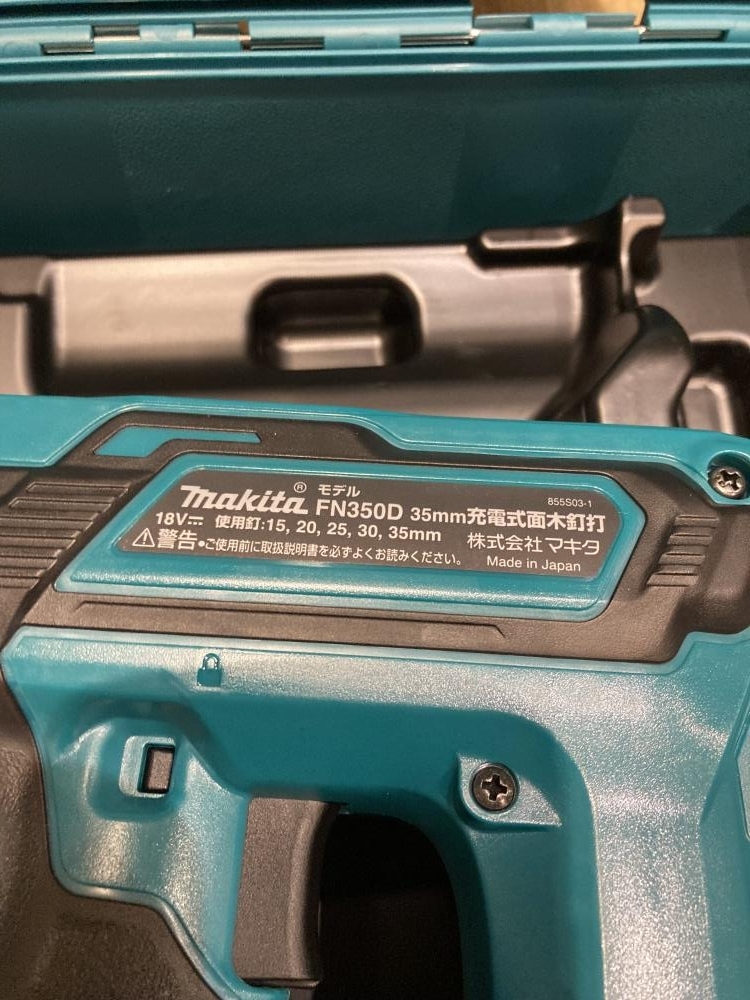 makita® モデル FN350D 35mm充電式面木釘打 855S03-1
18V⎓ 使用釘:15, 20, 25, 30, 35mm 株式会社マキタ
⚠警告•ご使用前に取扱説明書を必ずよくお読みください。 Made in Japan